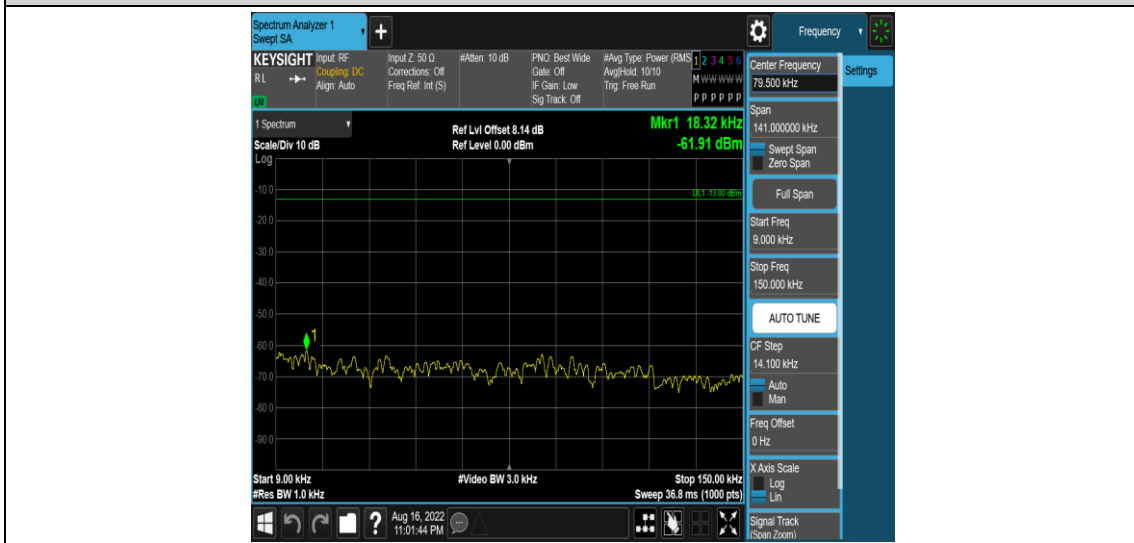 Spectrum Analyzer 1
Swept SA
+
Frequency
KEYSIGHT
RL
LXI
Input: RF
Coupling: DC
Align: Auto
Input Z: 50 Ω
Corrections: Off
Freq Ref: Int (S)
#Atten: 10 dB
PNO: Best Wide
Gate: Off
IF Gain: Low
Sig Track: Off
#Avg Type: Power (RMS
Avg|Hold: 10/10
Trig: Free Run
1 2 3 4 5 6
M W W W W W
P P P P P P
Center Frequency
79.500 kHz
Settings
Span
141.000000 kHz
Swept Span
Zero Span
Full Span
Start Freq
9.000 kHz
Stop Freq
150.000 kHz
AUTO TUNE
CF Step
14.100 kHz
Auto
Man
Freq Offset
0 Hz
X Axis Scale
Log
Lin
Signal Track
(Span Zoom)
1 Spectrum
Scale/Div 10 dB
Log
Ref Lvl Offset 8.14 dB
Ref Level 0.00 dBm
Mkr1 18.32 kHz
-61.91 dBm
DL1 -13.00 dBm
-10.0
-20.0
-30.0
-40.0
-50.0
-60.0
-70.0
-80.0
-90.0
1
Start 9.00 kHz
#Res BW 1.0 kHz
#Video BW 3.0 kHz
Stop 150.00 kHz
Sweep 36.8 ms (1000 pts)
?
Aug 16, 2022
11:01:44 PM